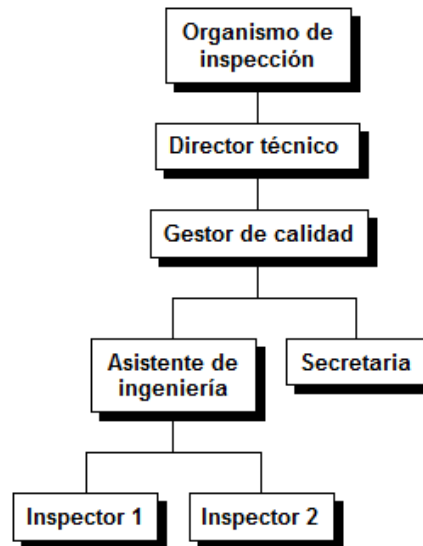 Organismo de
inspección
Director técnico
Gestor de calidad
Asistente de
ingeniería
Secretaria
Inspector 1
Inspector 2